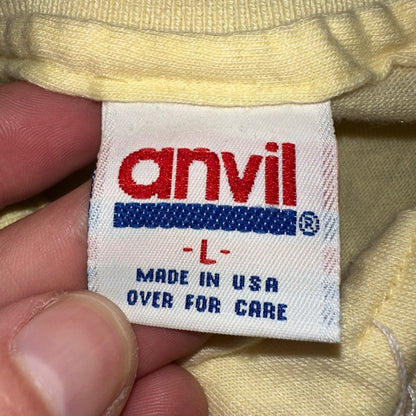 anvil
®
-L-
MADE IN USA
OVER FOR CARE